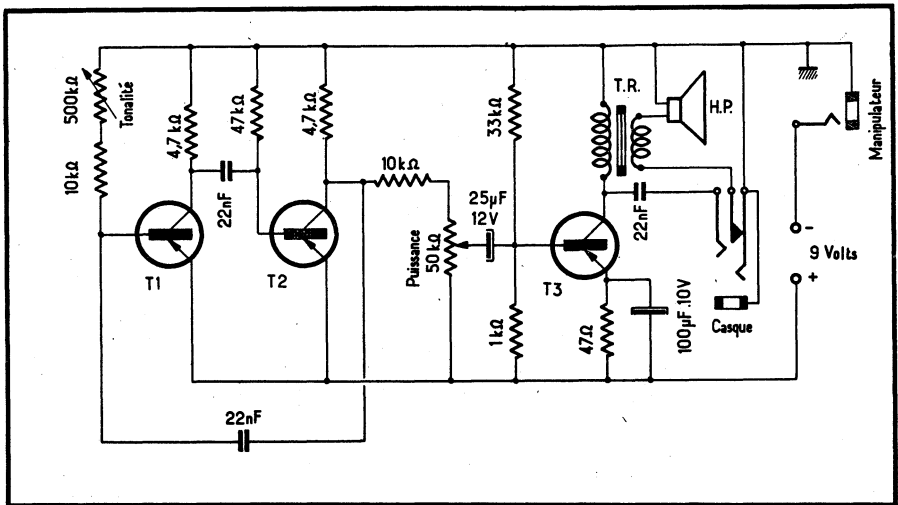 500kΩ
Tonalité
10kΩ
4,7kΩ
47kΩ
4,7kΩ
22nF
T1
T2
10kΩ
Puissance
50kΩ
25µF
12V
33kΩ
1kΩ
T.R.
H.P.
22nF
T3
47Ω
100µF.10V
Casque
Manipulateur
-
9 Volts
+
22nF